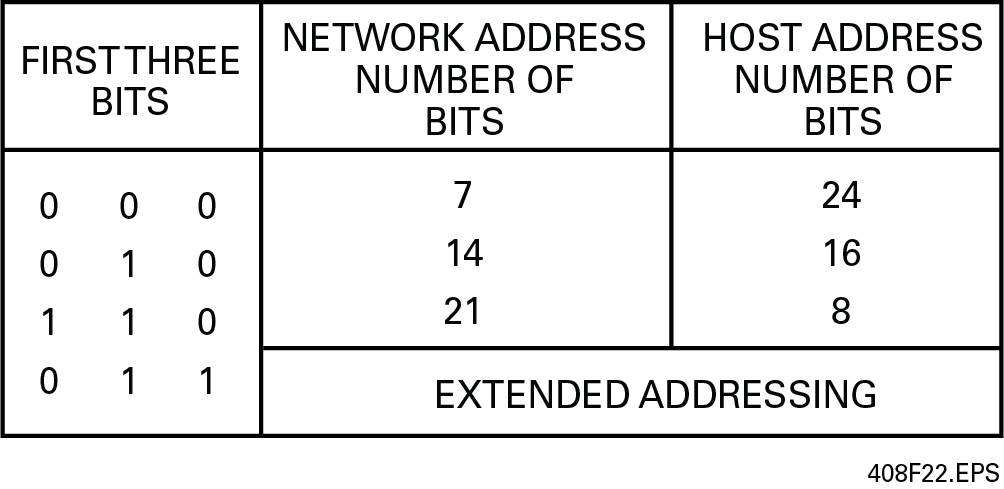 FIRST THREE
BITS
NETWORK ADDRESS
NUMBER OF
BITS
HOST ADDRESS
NUMBER OF
BITS
0 0 0
7
24
0 1 0
14
16
1 1 0
21
8
0 1 1
EXTENDED ADDRESSING
408F22.EPS